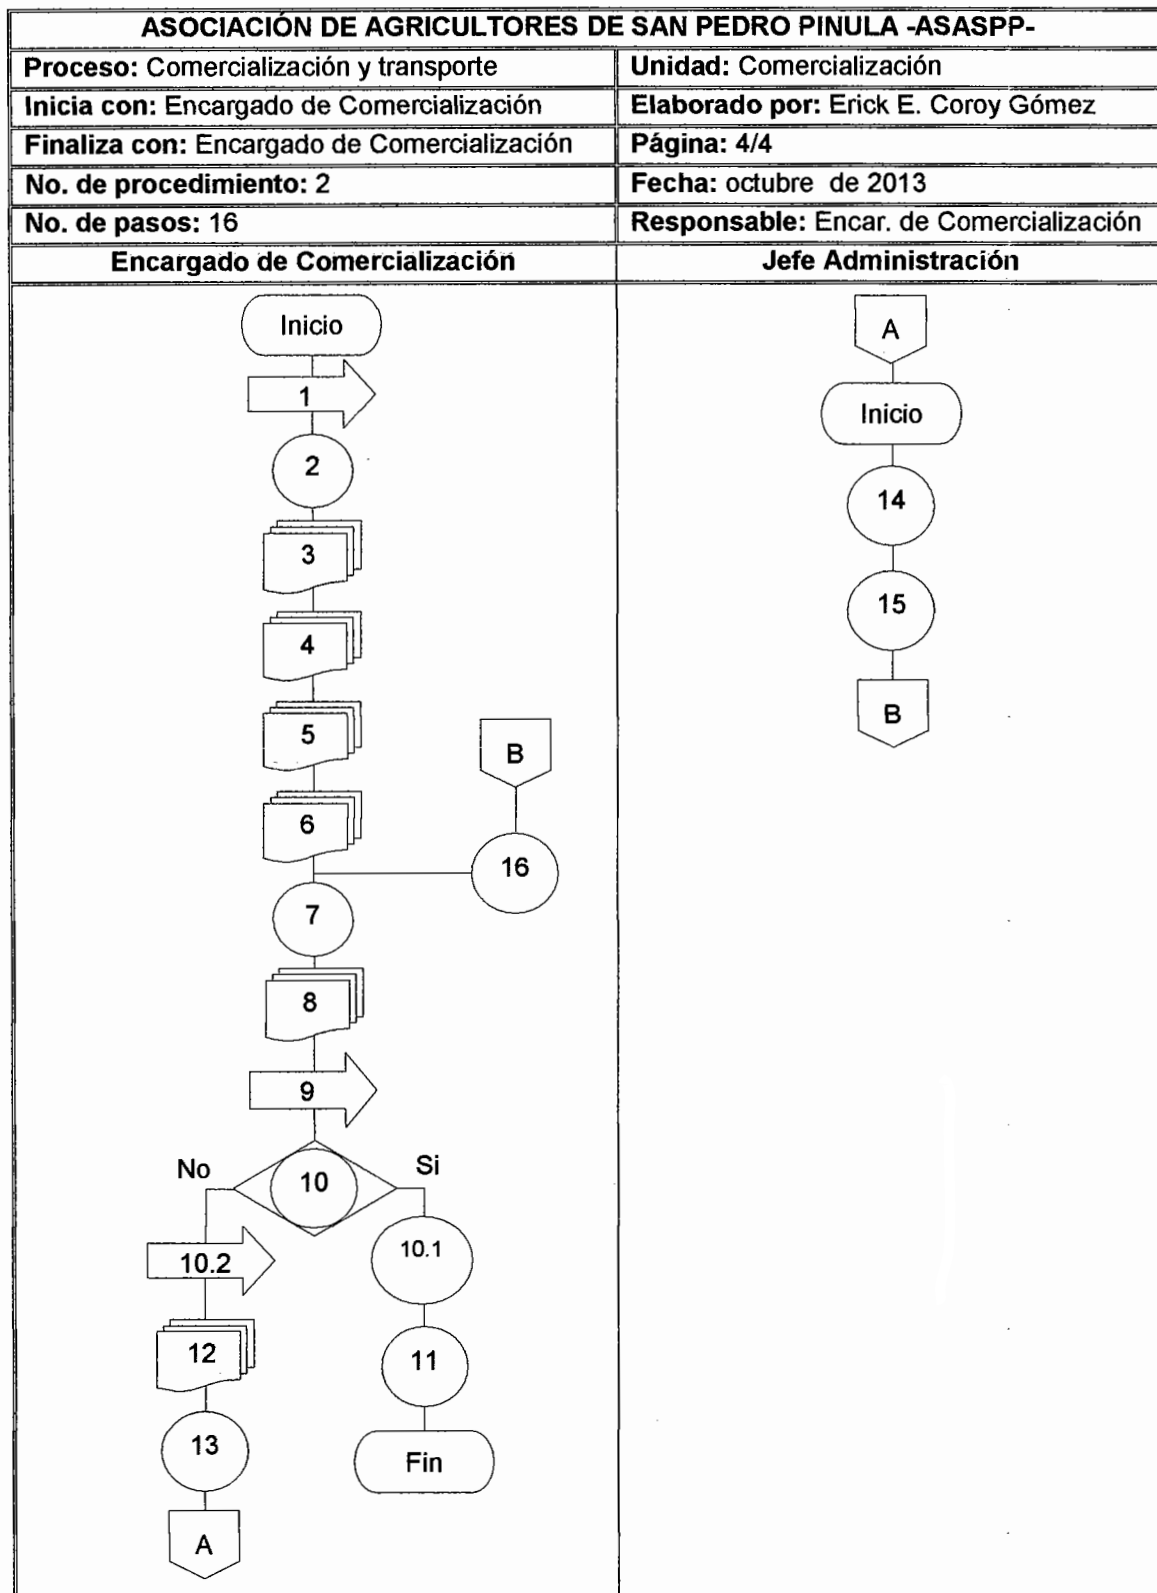 ASOCIACIÓN DE AGRICULTORES DE SAN PEDRO PINULA -ASASPP-
Proceso: Comercialización y transporte
Unidad: Comercialización
Inicia con: Encargado de Comercialización
Elaborado por: Erick E. Coroy Gómez
Finaliza con: Encargado de Comercialización
Página: 4/4
No. de procedimiento: 2
Fecha: octubre de 2013
No. de pasos: 16
Responsable: Encar. de Comercialización
Encargado de Comercialización
Jefe Administración
Inicio
1
2
3
4
5
6
B
16
7
8
9
10
No
Si
10.2
10.1
12
11
13
Fin
A
A
Inicio
14
15
B